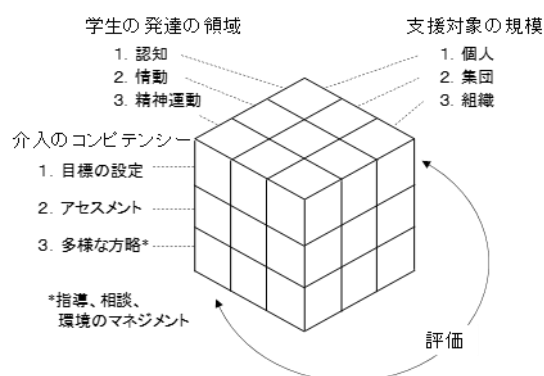 学生の発達の領域
1. 認知
2. 情動
3. 精神運動
支援対象の規模
1. 個人
2. 集団
3. 組織
介入のコンピテンシー
1. 目標の設定
2. アセスメント
3. 多様な方略*
*指導、相談、
環境のマネジメント
評価